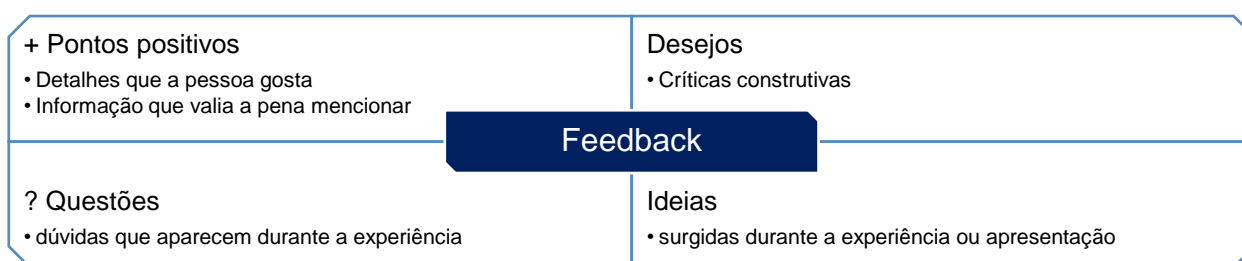 + Pontos positivos
• Detalhes que a pessoa gosta
• Informação que valia a pena mencionar
Desejos
• Críticas construtivas
Feedback
? Questões
• dúvidas que aparecem durante a experiência
Ideias
• surgidas durante a experiência ou apresentação